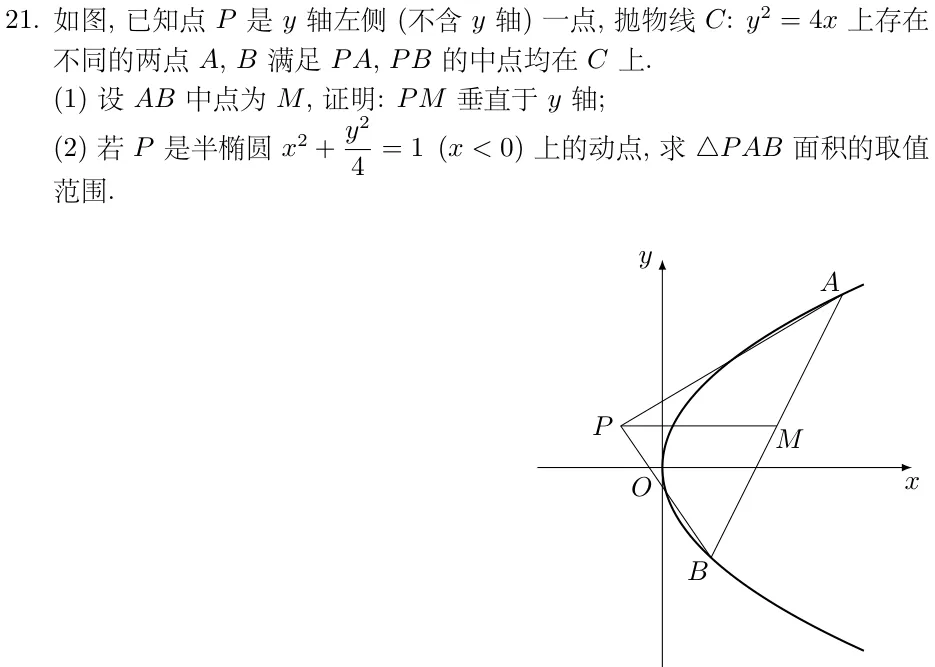 21. 如图, 已知点 P 是 y 轴左侧 (不含 y 轴) 一点, 抛物线 C: y² = 4x 上存在
不同的两点 A, B 满足 PA, PB 的中点均在 C 上.
(1) 设 AB 中点为 M, 证明: PM 垂直于 y 轴;
(2) 若 P 是半椭圆 x² + y²/4 = 1 (x < 0) 上的动点, 求 △PAB 面积的取值
范围.
y
A
P
M
O
x
B